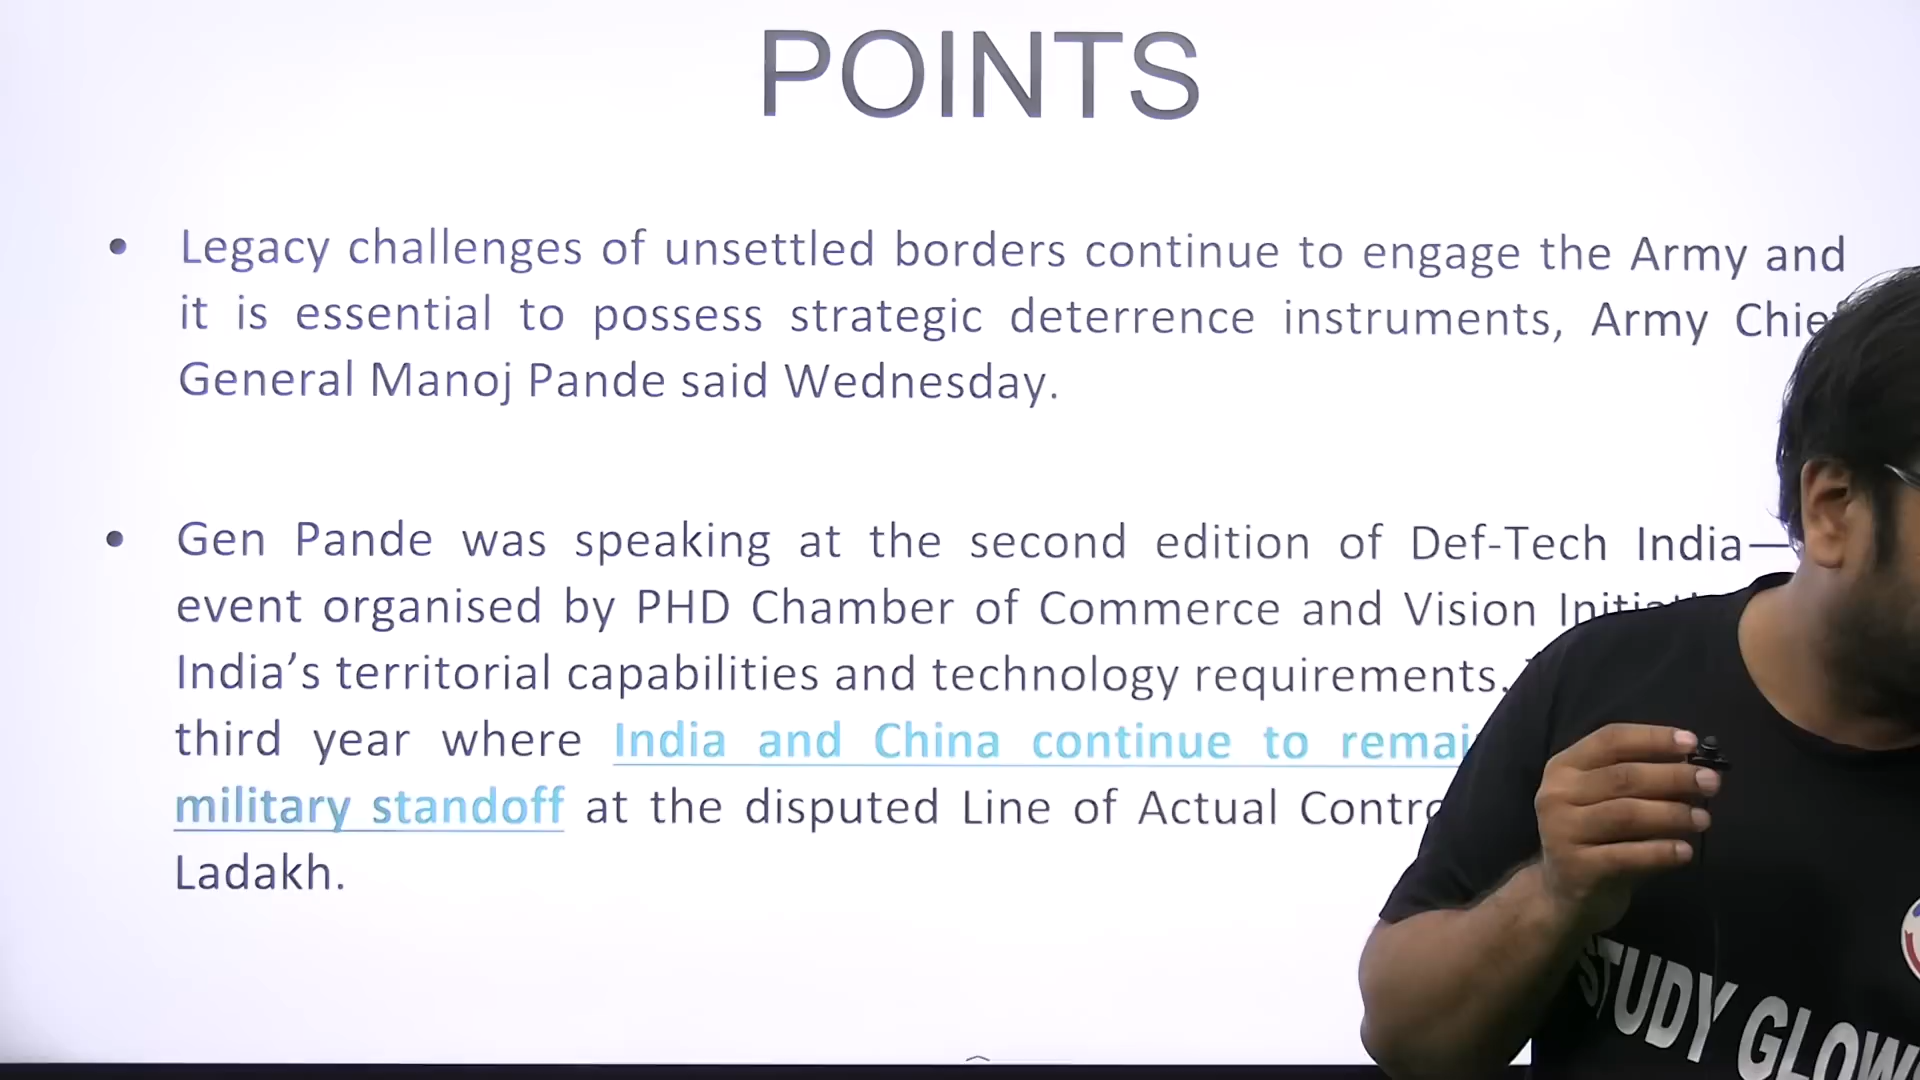 POINTS
• Legacy challenges of unsettled borders continue to engage the Army and
it is essential to possess strategic deterrence instruments, Army Chief
General Manoj Pande said Wednesday.
• Gen Pande was speaking at the second edition of Def-Tech India—
event organised by PHD Chamber of Commerce and Vision
India’s territorial capabilities and technology requirements.
third year where India and China continue to
military standoff at the disputed Line of Actual
Ladakh.
STUDY GLOWS